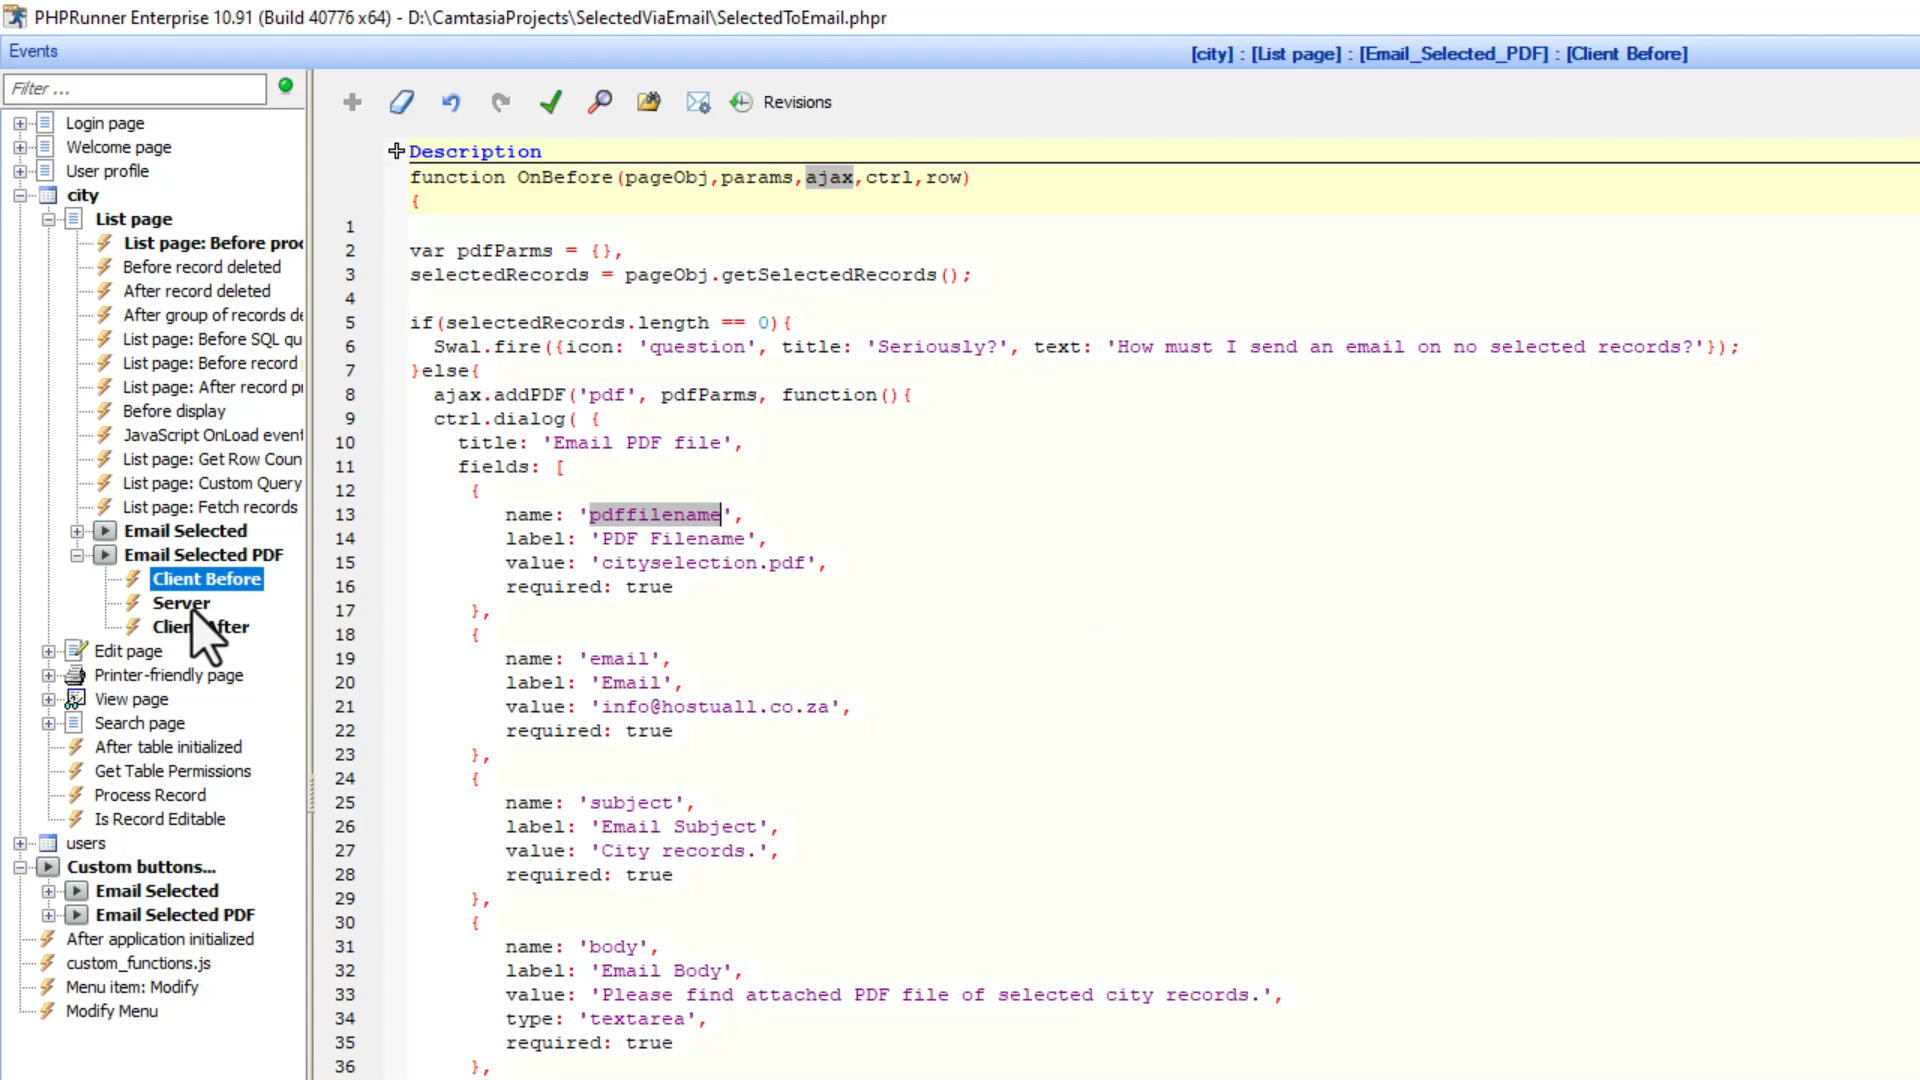 PHPRunner Enterprise 10.91 (Build 40776 x64) - D:\CamtasiaProjects\SelectedViaEmail\SelectedToEmail.phpr
Events
[city] : [List page] : [Email_Selected_PDF] : [Client Before]
Filter ...
Revisions
Login page
Welcome page
User profile
city
List page
List page: Before proc
Before record deleted
After record deleted
After group of records de
List page: Before SQL qu
List page: Before record
List page: After record p
Before display
JavaScript OnLoad event
List page: Get Row Coun
List page: Custom Query
List page: Fetch records
Email Selected
Email Selected PDF
Client Before
Server
Client After
Edit page
Printer-friendly page
View page
Search page
After table initialized
Get Table Permissions
Process Record
Is Record Editable
users
Custom buttons...
Email Selected
Email Selected PDF
After application initialized
custom_functions.js
Menu item: Modify
Modify Menu
Description
function OnBefore(pageObj,params,ajax,ctrl,row)
{
1
2 var pdfParms = {},
3 selectedRecords = pageObj.getSelectedRecords();
4
5 if(selectedRecords.length == 0){
6 Swal.fire({icon: 'question', title: 'Seriously?', text: 'How must I send an email on no selected records?'});
7 }else{
8 ajax.addPDF('pdf', pdfParms, function(){
9 ctrl.dialog( {
10 title: 'Email PDF file',
11 fields: [
12 {
13 name: 'pdffilename',
14 label: 'PDF Filename',
15 value: 'cityselection.pdf',
16 required: true
17 },
18 {
19 name: 'email',
20 label: 'Email',
21 value: 'info@hostuall.co.za',
22 required: true
23 },
24 {
25 name: 'subject',
26 label: 'Email Subject',
27 value: 'City records.',
28 required: true
29 },
30 {
31 name: 'body',
32 label: 'Email Body',
33 value: 'Please find attached PDF file of selected city records.',
34 type: 'textarea',
35 required: true
36 },